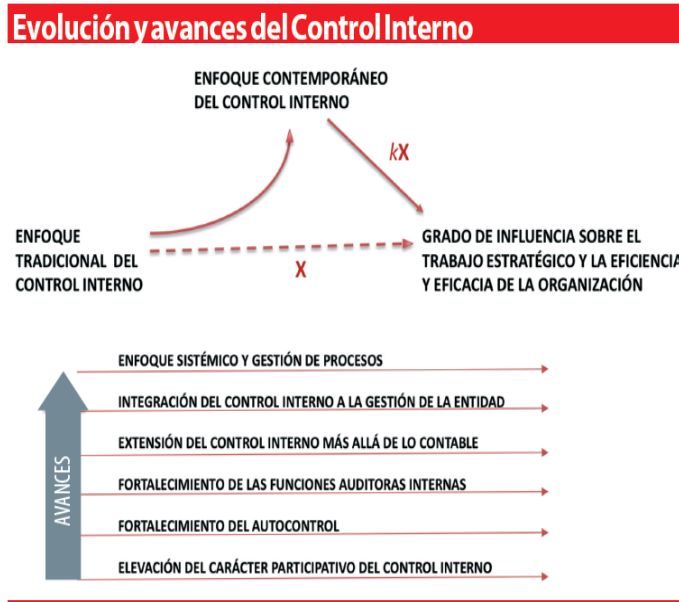 Evolución y avances del Control Interno
ENFOQUE CONTEMPORÁNEO
DEL CONTROL INTERNO
kX
ENFOQUE
TRADICIONAL DEL
CONTROL INTERNO
X
GRADO DE INFLUENCIA SOBRE EL
TRABAJO ESTRATÉGICO Y LA EFICIENCIA
Y EFICACIA DE LA ORGANIZACIÓN
AVANCES
ENFOQUE SISTÉMICO Y GESTIÓN DE PROCESOS
INTEGRACIÓN DEL CONTROL INTERNO A LA GESTIÓN DE LA ENTIDAD
EXTENSIÓN DEL CONTROL INTERNO MÁS ALLÁ DE LO CONTABLE
FORTALECIMIENTO DE LAS FUNCIONES AUDITORAS INTERNAS
FORTALECIMIENTO DEL AUTOCONTROL
ELEVACIÓN DEL CARÁCTER PARTICIPATIVO DEL CONTROL INTERNO